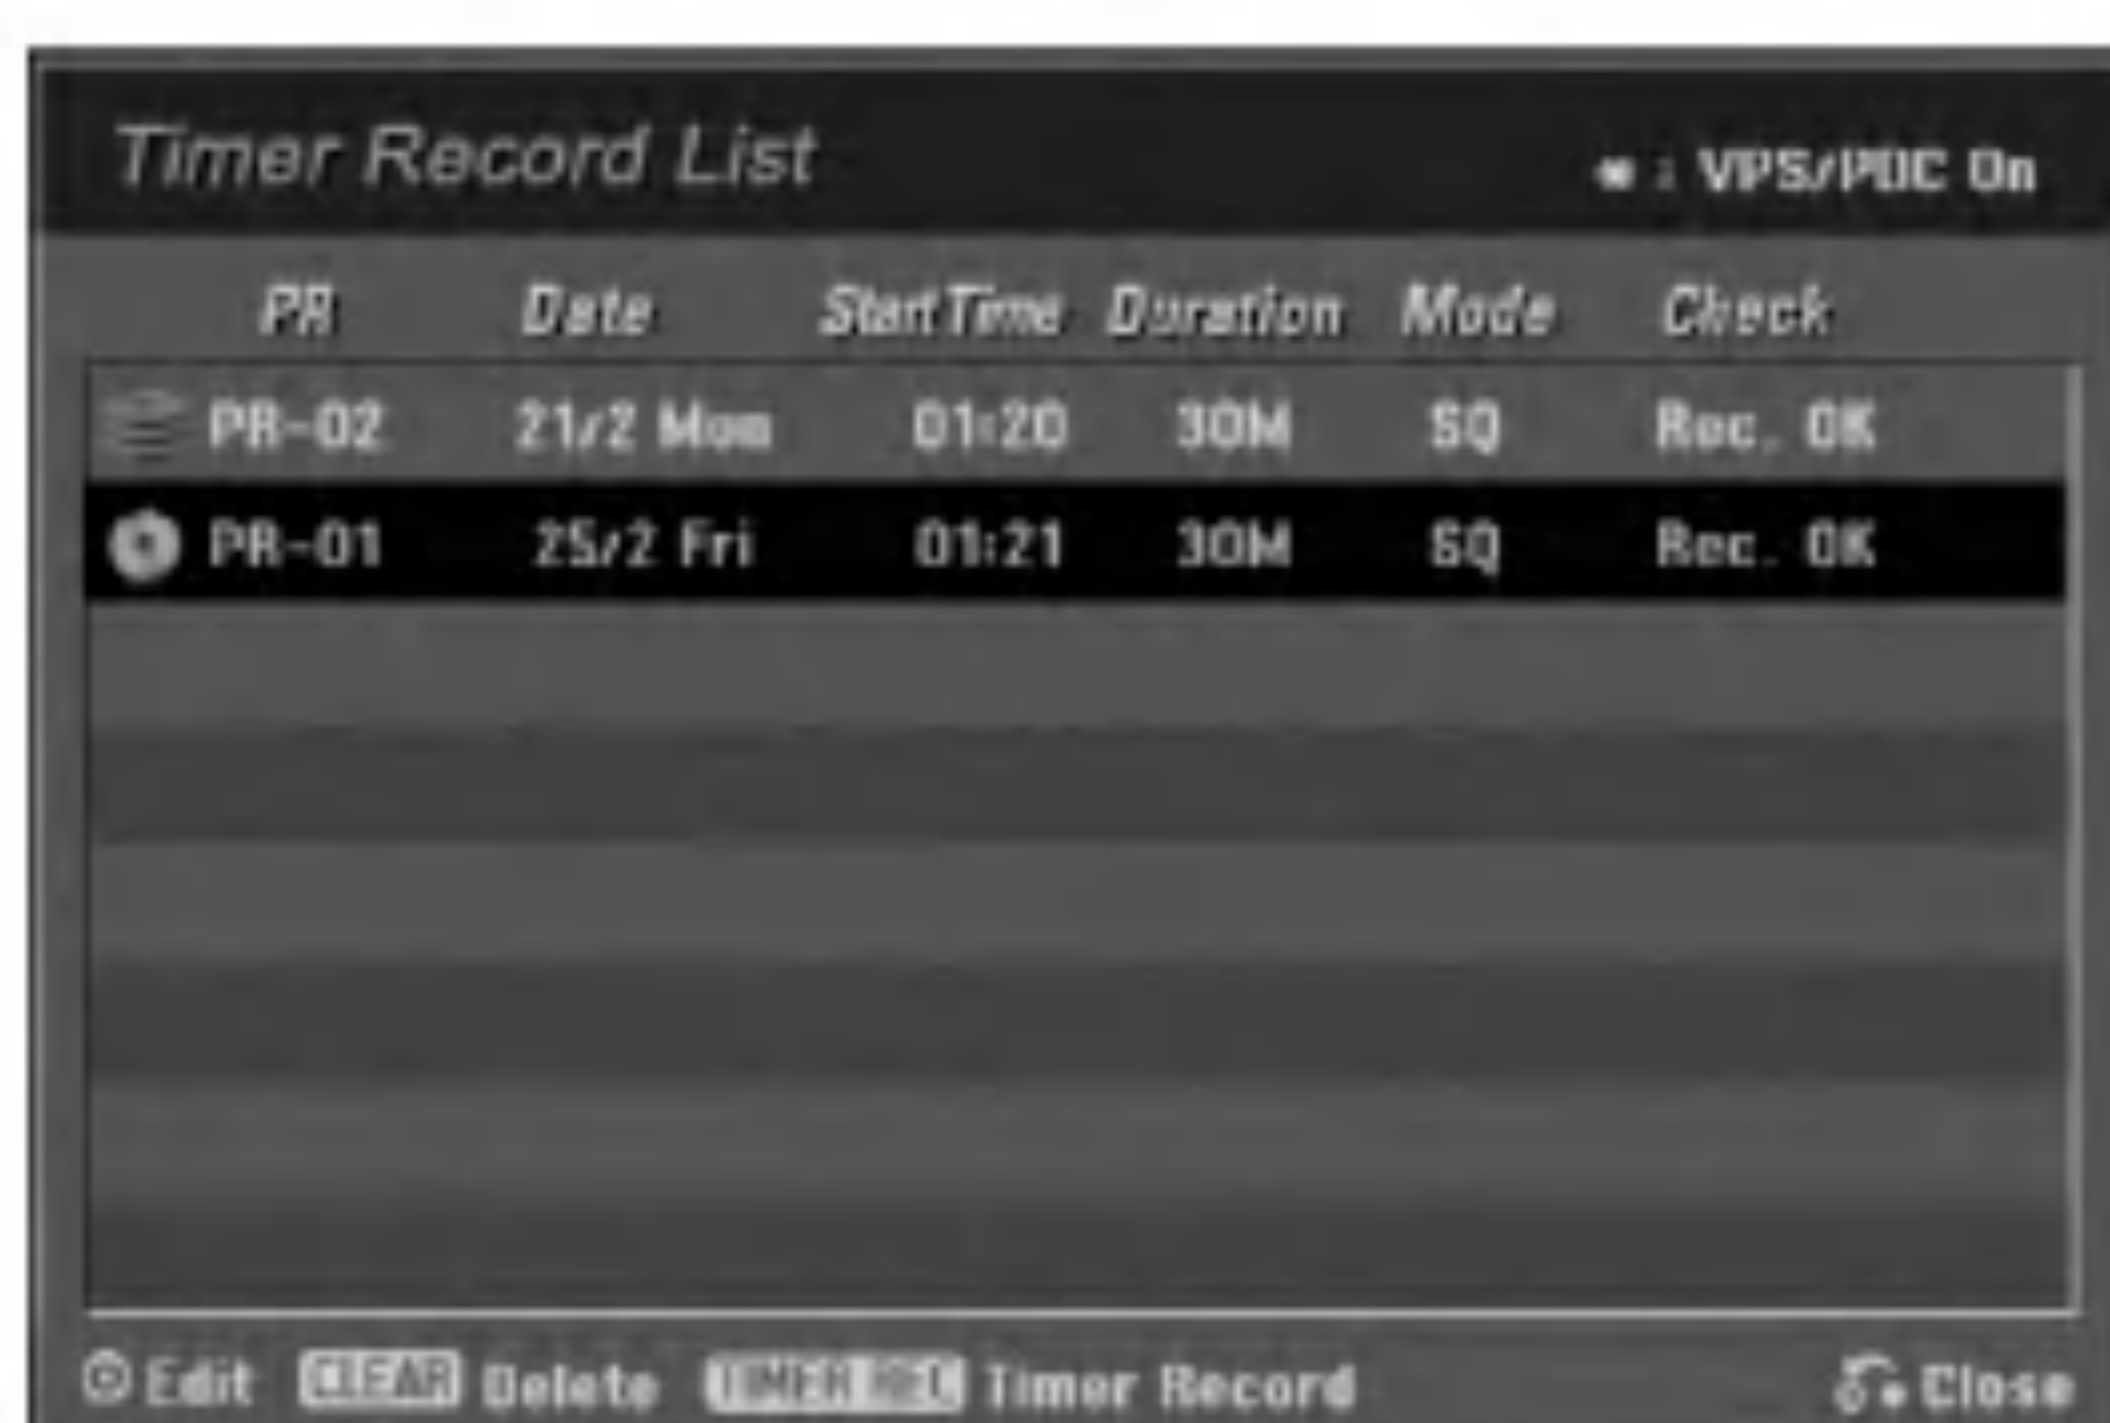 Timer Record List
* : VPS/PDC On
PR Date Start Time Duration Mode Check
PR-02 21/2 Mon 01:20 30M SQ Rec. OK
PR-01 25/2 Fri 01:21 30M SQ Rec. OK
Edit CLEAR Delete TIMER REC Timer Record Close